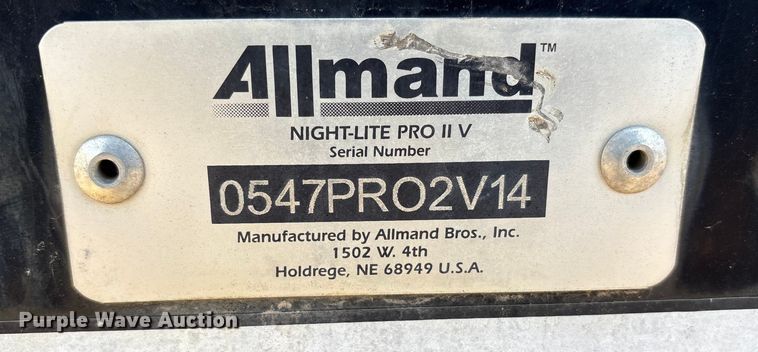 Allmand™
NIGHT-LITE PRO II V
Serial Number
0547PRO2V14
Manufactured by Allmand Bros., Inc.
1502 W. 4th
Holdrege, NE 68949 U.S.A.
Purple Wave Auction